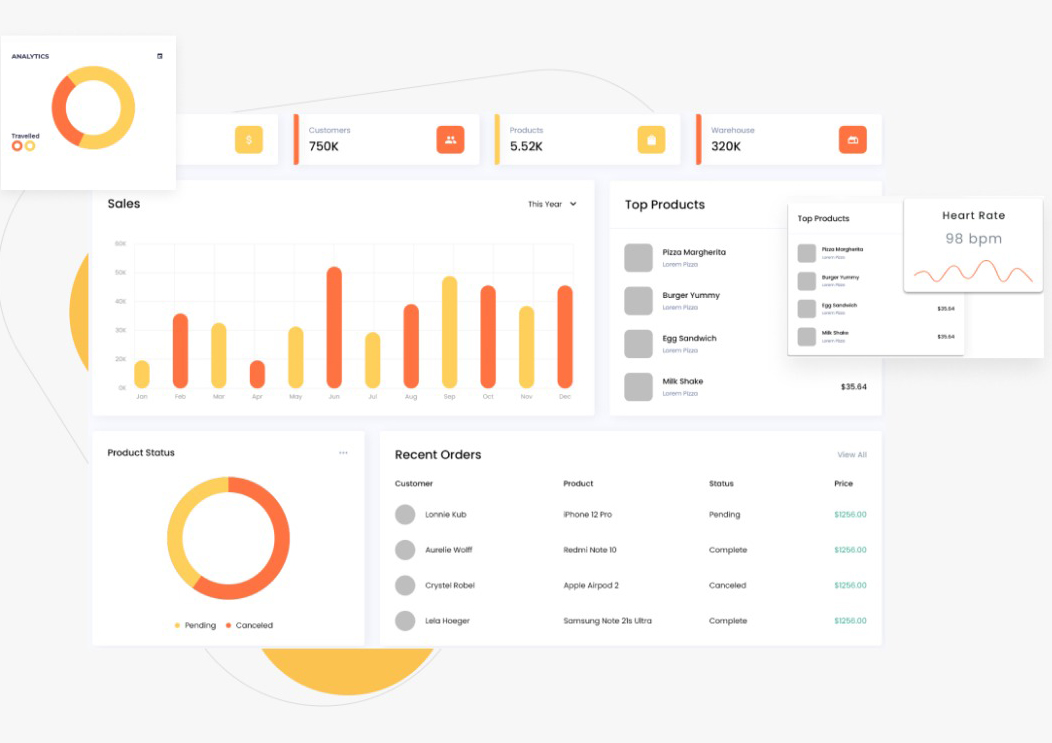 ANALYTICS
Travelled
$
Customers
750K
Products
5.52K
Warehouse
320K
Sales
This Year
60K
50K
40K
30K
20K
0K
Jan Feb Mar Apr May Jun Jul Aug Sep Oct Nov Dec
Top Products
Pizza Margherita
Lorem Pizza
Burger Yummy
Lorem Pizza
Egg Sandwich
Lorem Pizza
Milk Shake
Lorem Pizza
$35.64
Top Products
Pizza Margherita
Lorem Pizza
Burger Yummy
Lorem Pizza
Egg Sandwich
Lorem Pizza
$35.64
Milk Shake
Lorem Pizza
$35.64
Heart Rate
98 bpm
Product Status
Pending Canceled
Recent Orders
View All
Customer Product Status Price
Lonnie Kub iPhone 12 Pro Pending $1256.00
Aurelie Wolff Redmi Note 10 Complete $1256.00
Crystel Robel Apple Airpod 2 Canceled $1256.00
Lela Hoeger Samsung Note 21s Ultra Complete $1256.00